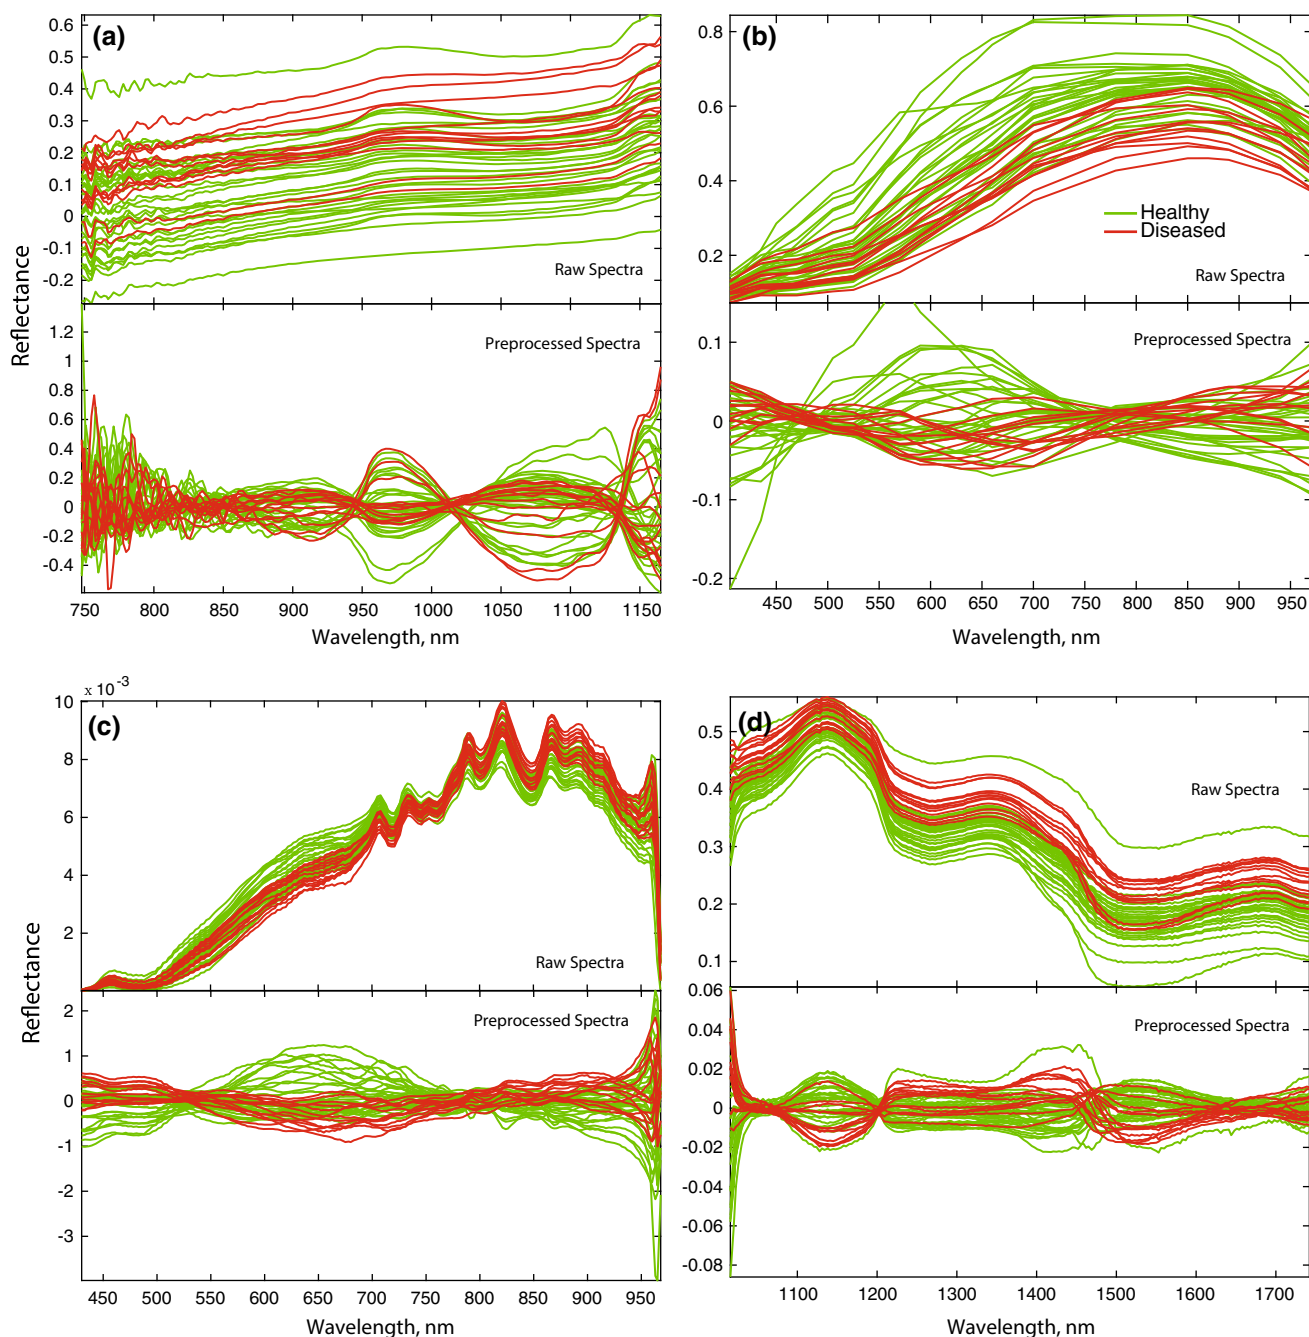 (a)
0.6
0.5
0.4
0.3
0.2
0.1
0
-0.1
-0.2
Raw Spectra
Reflectance
1.2
1
0.8
0.6
0.4
0.2
0
-0.2
-0.4
Preprocessed Spectra
750 800 850 900 950 1000 1050 1100 1150
Wavelength, nm
(b)
0.8
0.6
0.4
0.2
Healthy
Diseased
Raw Spectra
0.1
0
-0.1
-0.2
Preprocessed Spectra
450 500 550 600 650 700 750 800 850 900 950
Wavelength, nm
x 10⁻³
(c)
10
8
6
4
2
Raw Spectra
Reflectance
2
1
0
-1
-2
-3
Preprocessed Spectra
450 500 550 600 650 700 750 800 850 900 950
Wavelength, nm
(d)
0.5
0.4
0.3
0.2
0.1
Raw Spectra
0.06
0.04
0.02
0
-0.02
-0.04
-0.06
-0.08
Preprocessed Spectra
1100 1200 1300 1400 1500 1600 1700
Wavelength, nm